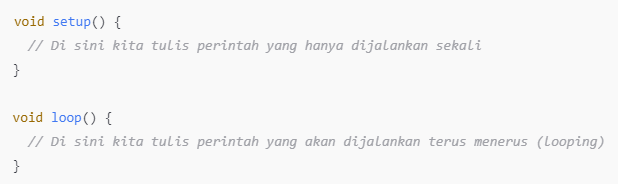 void setup() {
  // Di sini kita tulis perintah yang hanya dijalankan sekali
}

void loop() {
  // Di sini kita tulis perintah yang akan dijalankan terus menerus (looping)
}